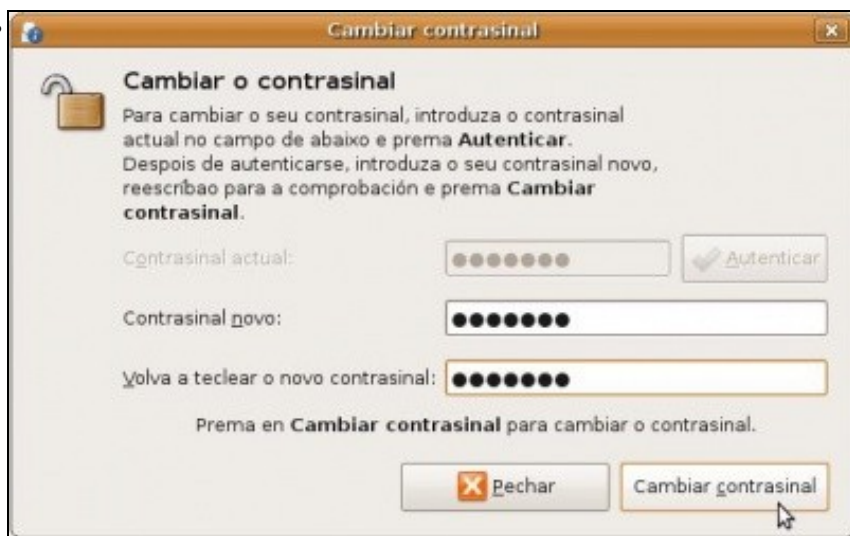 Cambiar contrasinal
Cambiar o contrasinal
Para cambiar o seu contrasinal, introduza o contrasinal
actual no campo de abaixo e prema Autenticar.
Despois de autenticarse, introduza o seu contrasinal novo,
reescríbao para a comprobación e prema Cambiar
contrasinal.
Contrasinal actual: ●●●●●●● Autenticar
Contrasinal novo: ●●●●●●●
Volva a teclear o novo contrasinal: ●●●●●●●
Prema en Cambiar contrasinal para cambiar o contrasinal.
Pechar Cambiar contrasinal